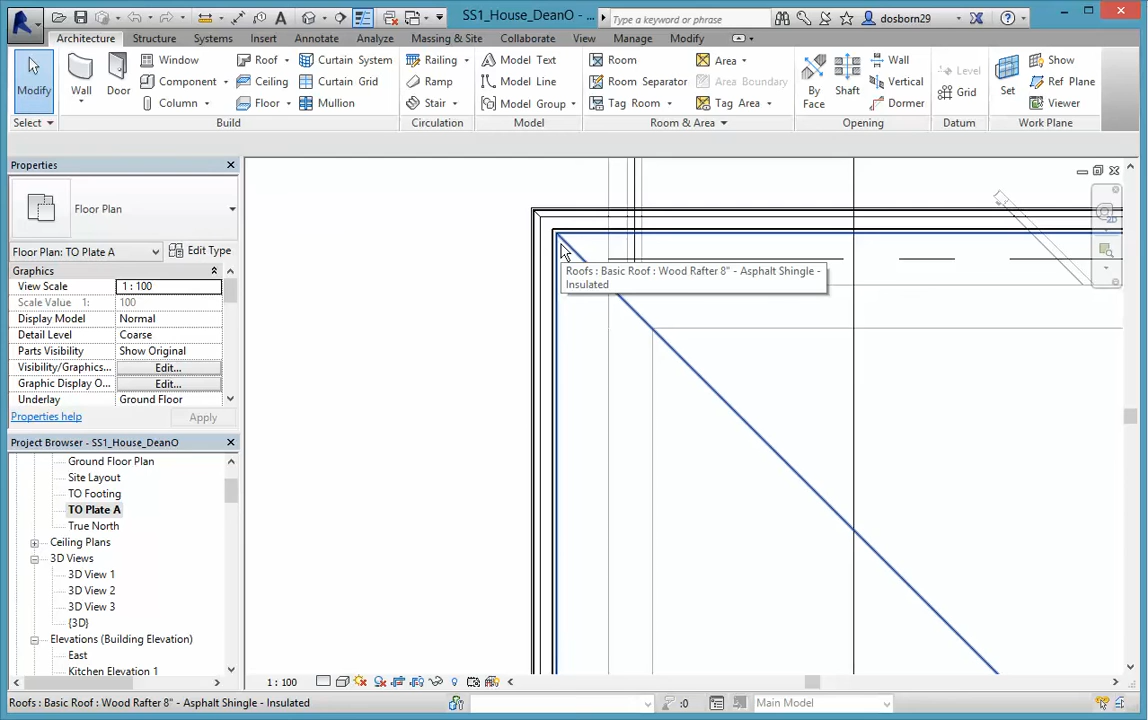 SS1_House_DeanO - ...
Type a keyword or phrase
dosborn29
Architecture
Structure
Systems
Insert
Annotate
Analyze
Massing & Site
Collaborate
View
Manage
Modify
Modify
Wall
Door
Window
Component
Column
Roof
Ceiling
Floor
Curtain System
Curtain Grid
Mullion
Railing
Ramp
Stair
Model Text
Model Line
Model Group
Room
Room Separator
Tag Room
Area
Area Boundary
Tag Area
By
Face
Shaft
Wall
Vertical
Dormer
Level
Grid
Set
Show
Ref Plane
Viewer
Select
Build
Circulation
Model
Room & Area
Opening
Datum
Work Plane
Properties
Floor Plan
Floor Plan: TO Plate A
Edit Type
Graphics
View Scale 1 : 100
Scale Value 1: 100
Display Model Normal
Detail Level Coarse
Parts Visibility Show Original
Visibility/Graphics... Edit...
Graphic Display O... Edit...
Underlay Ground Floor
Properties help
Apply
Project Browser - SS1_House_DeanO
Ground Floor Plan
Site Layout
TO Footing
TO Plate A
True North
Ceiling Plans
3D Views
3D View 1
3D View 2
3D View 3
{3D}
Elevations (Building Elevation)
East
Kitchen Elevation 1
Roofs : Basic Roof : Wood Rafter 8" - Asphalt Shingle -
Insulated
2D
1 : 100
Roofs : Basic Roof : Wood Rafter 8" - Asphalt Shingle - Insulated
:0
Main Model